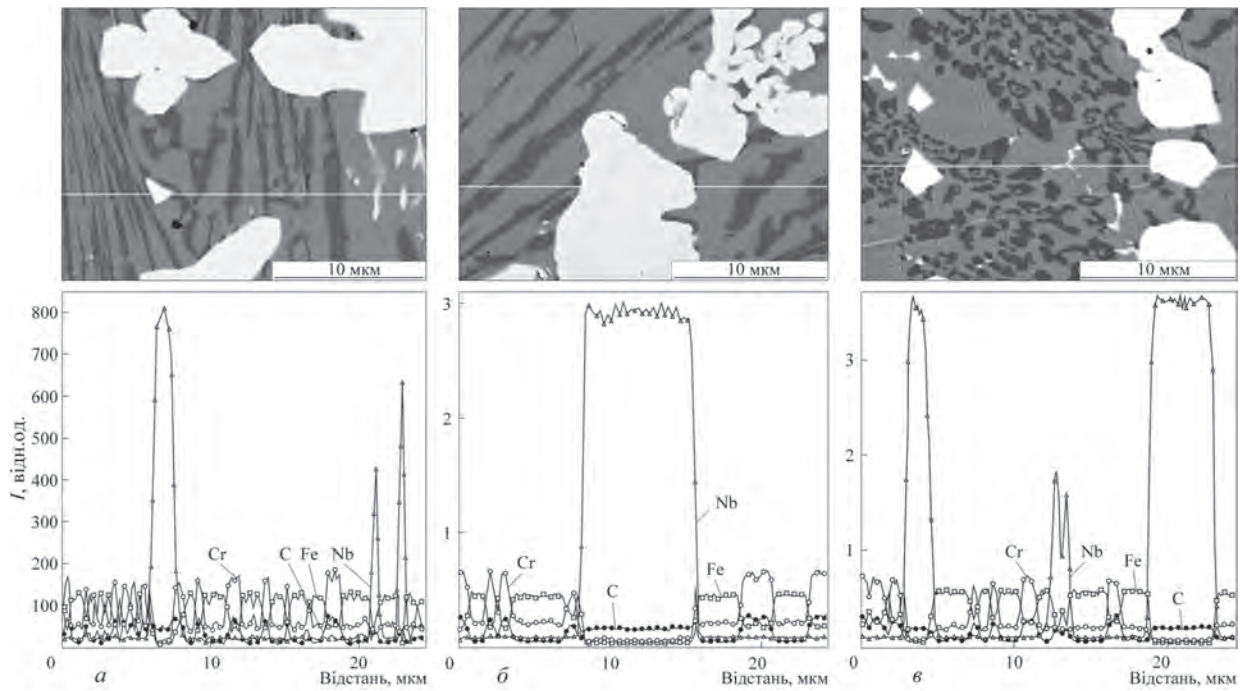 10 мкм
10 мкм
10 мкм
I, відн.од.
800
700
600
500
400
300
200
100
Cr
C
Fe
Nb
0
10
20
а
Відстань, мкм
3
2
1
Cr
C
Nb
Fe
0
10
20
б
Відстань, мкм
3
2
1
Cr
Nb
Fe
C
0
10
20
в
Відстань, мкм